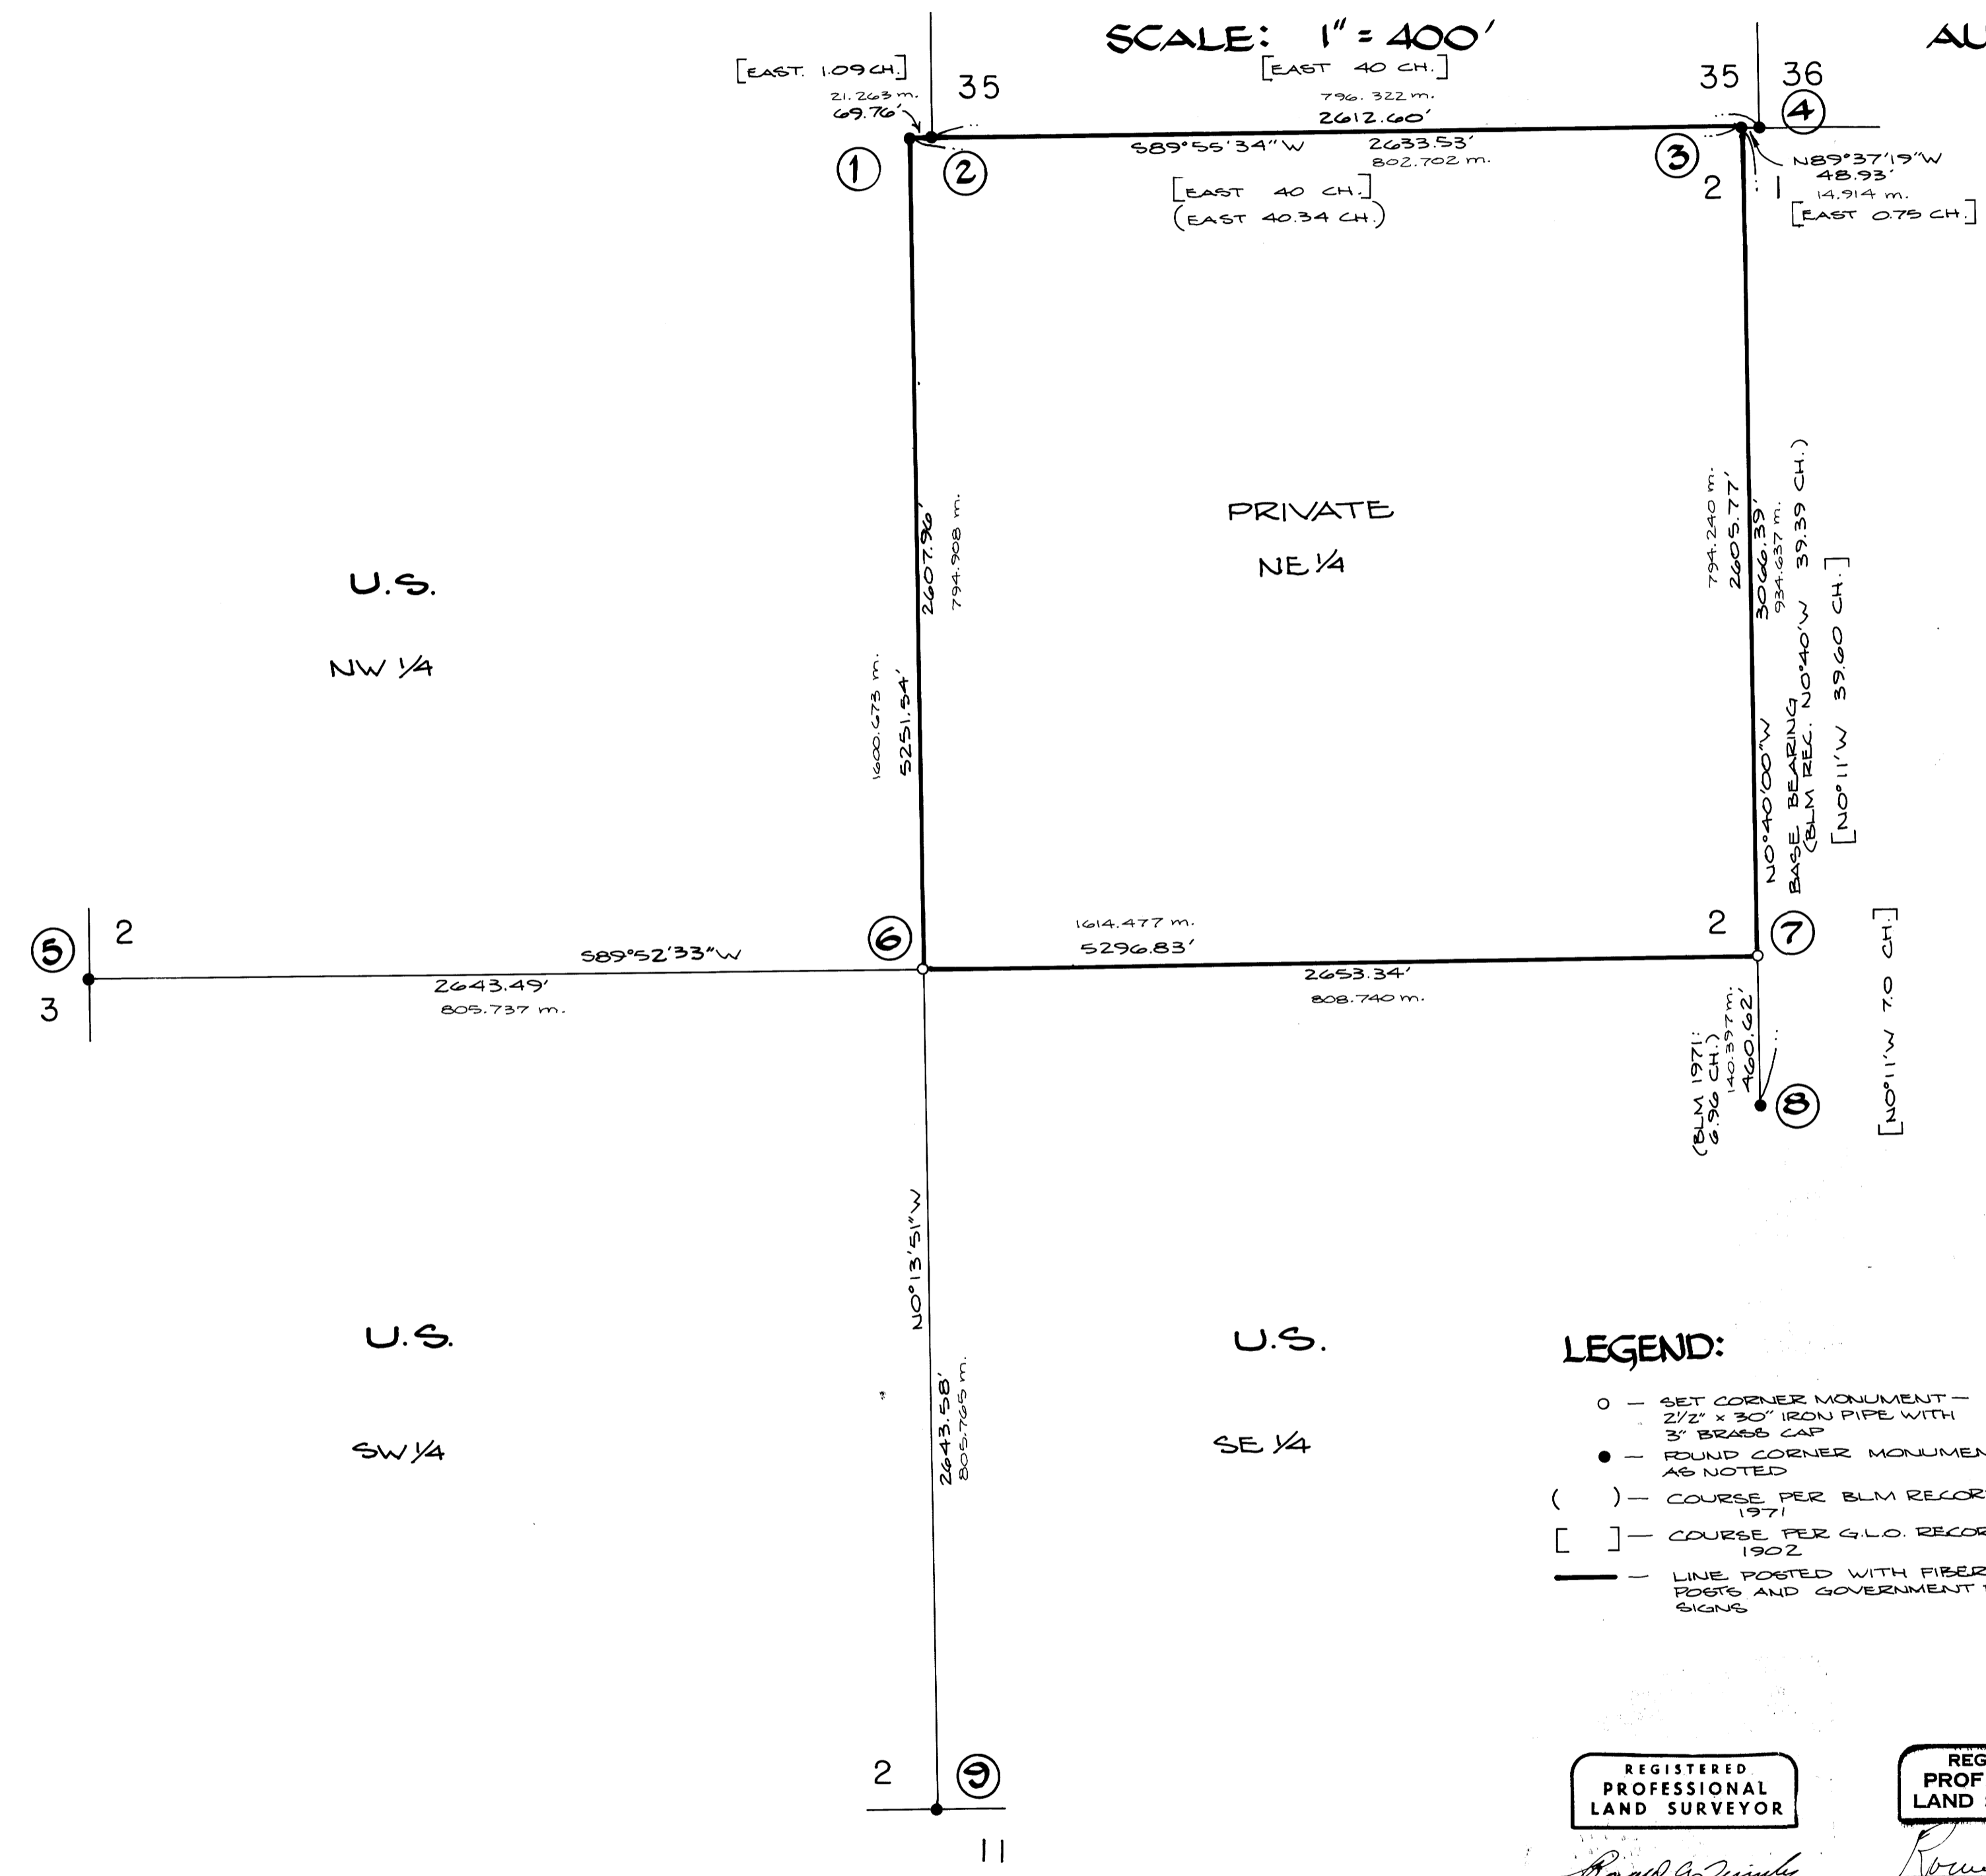 SCALE: 1" = 400'
[EAST. 1.09 CH.]
21.263 m.
69.76'
35
[EAST 40 CH.]
796.322 m.
2612.60'
S89°55'34"W 2633.53'
802.702 m.
[EAST 40 CH.]
(EAST 40.34 CH.)
35 36
4
1
2
3
2 1
N89°37'19"W
48.93'
14.914 m.
[EAST 0.75 CH.]
2607.96'
794.908 m.
1600.673 m.
5251.54'
PRIVATE
NE 1/4
794.240 m.
2605.77'
3066.39'
934.637 m.
N0°40'00"W
BASE BEARING
(BLM REC. N0°40'W 39.39 CH.)
[N0°11'W 39.60 CH.]
U.S.
NW 1/4
5
2
3
S89°52'33"W
2643.49'
805.737 m.
6
1614.477 m.
5296.83'
2653.34'
808.740 m.
2
7
(BLM 1971:
6.96 CH.)
140.397 m.
460.62'
8
[N0°11'W 7.0 CH.]
N0°13'51"W
2643.58'
805.765 m.
U.S.
SW 1/4
U.S.
SE 1/4
LEGEND:
o — SET CORNER MONUMENT —
2 1/2" x 30" IRON PIPE WITH
3" BRASS CAP
● — FOUND CORNER MONUMEN
AS NOTED
( ) — COURSE PER BLM RECOR
1971
[ ] — COURSE PER G.L.O. RECOR
1902
— LINE POSTED WITH FIBER
POSTS AND GOVERNMENT
SIGNS
2
9
11
REGISTERED
PROFESSIONAL
LAND SURVEYOR
REG
PROF
LAND